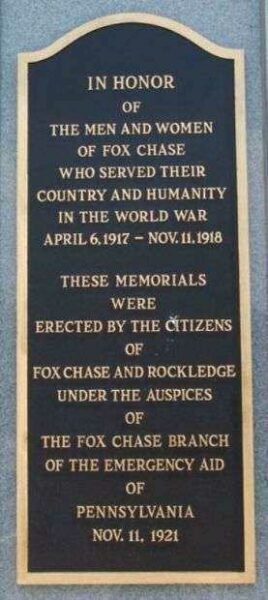 IN HONOR
OF
THE MEN AND WOMEN
OF FOX CHASE
WHO SERVED THEIR
COUNTRY AND HUMANITY
IN THE WORLD WAR
APRIL 6, 1917 – NOV. 11, 1918
THESE MEMORIALS
WERE
ERECTED BY THE CITIZENS
OF
FOX CHASE AND ROCKLEDGE
UNDER THE AUSPICES
OF
THE FOX CHASE BRANCH
OF THE EMERGENCY AID
OF
PENNSYLVANIA
NOV. 11, 1921